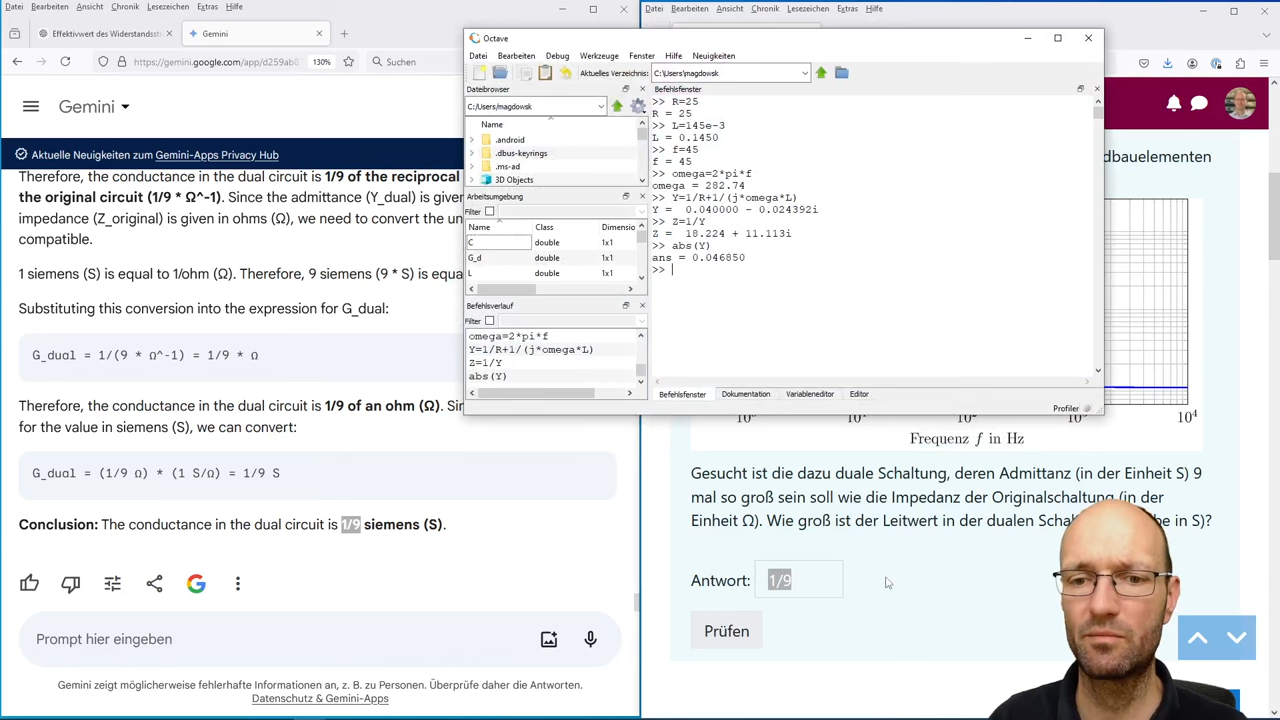 Datei Bearbeiten Ansicht Chronik Lesezeichen Extras Hilfe
Effektivwert des Widerstandsst
Gemini
https://gemini.google.com/app/d259ab8
130%
Suchen
Gemini
Aktuelle Neuigkeiten zum Gemini-Apps Privacy Hub
Therefore, the conductance in the dual circuit is 1/9 of the reciprocal
the original circuit (1/9 * Ω^-1). Since the admittance (Y_dual) is given
impedance (Z_original) is given in ohms (Ω), we need to convert the un
compatible.
1 siemens (S) is equal to 1/ohm (Ω). Therefore, 9 siemens (9 * S) is equa
Substituting this conversion into the expression for G_dual:
G_dual = 1/(9 * Ω^-1) = 1/9 * Ω
Therefore, the conductance in the dual circuit is 1/9 of an ohm (Ω). Sin
for the value in siemens (S), we can convert:
G_dual = (1/9 Ω) * (1 S/Ω) = 1/9 S
Conclusion: The conductance in the dual circuit is 1/9 siemens (S).
Prompt hier eingeben
Gemini zeigt möglicherweise fehlerhafte Informationen an, z. B. zu Personen. Überprüfe daher die Antworten.
Datenschutz & Gemini-Apps
Octave
Datei Bearbeiten Debug Werkzeuge Fenster Hilfe Neuigkeiten
Aktuelles Verzeichnis: C:\Users\magdowsk
Dateibrowser
C:/Users/magdowsk
Name
.android
.dbus-keyrings
.ms-ad
3D Objects
Arbeitsumgebung
Filter
Name Class Dimensio
C double 1x1
G_d double 1x1
L double 1x1
Befehlsverlauf
Filter
omega=2*pi*f
Y=1/R+1/(j*omega*L)
Z=1/Y
abs(Y)
Befehlsfenster
>> R=25
R = 25
>> L=145e-3
L = 0.1450
>> f=45
f = 45
>> omega=2*pi*f
omega = 282.74
>> Y=1/R+1/(j*omega*L)
Y = 0.040000 - 0.024392i
>> Z=1/Y
Z = 18.224 + 11.113i
>> abs(Y)
ans = 0.046850
>>
Befehlsfenster Dokumentation Variableneditor Editor
Profiler
Datei Bearbeiten Ansicht Chronik Lesezeichen Extras Hilfe
dbauelementen
10⁴
Frequenz f in Hz
Gesucht ist die dazu duale Schaltung, deren Admittanz (in der Einheit S) 9
mal so groß sein soll wie die Impedanz der Originalschaltung (in der
Einheit Ω). Wie groß ist der Leitwert in der dualen Scha be in S)?
Antwort: 1/9
Prüfen